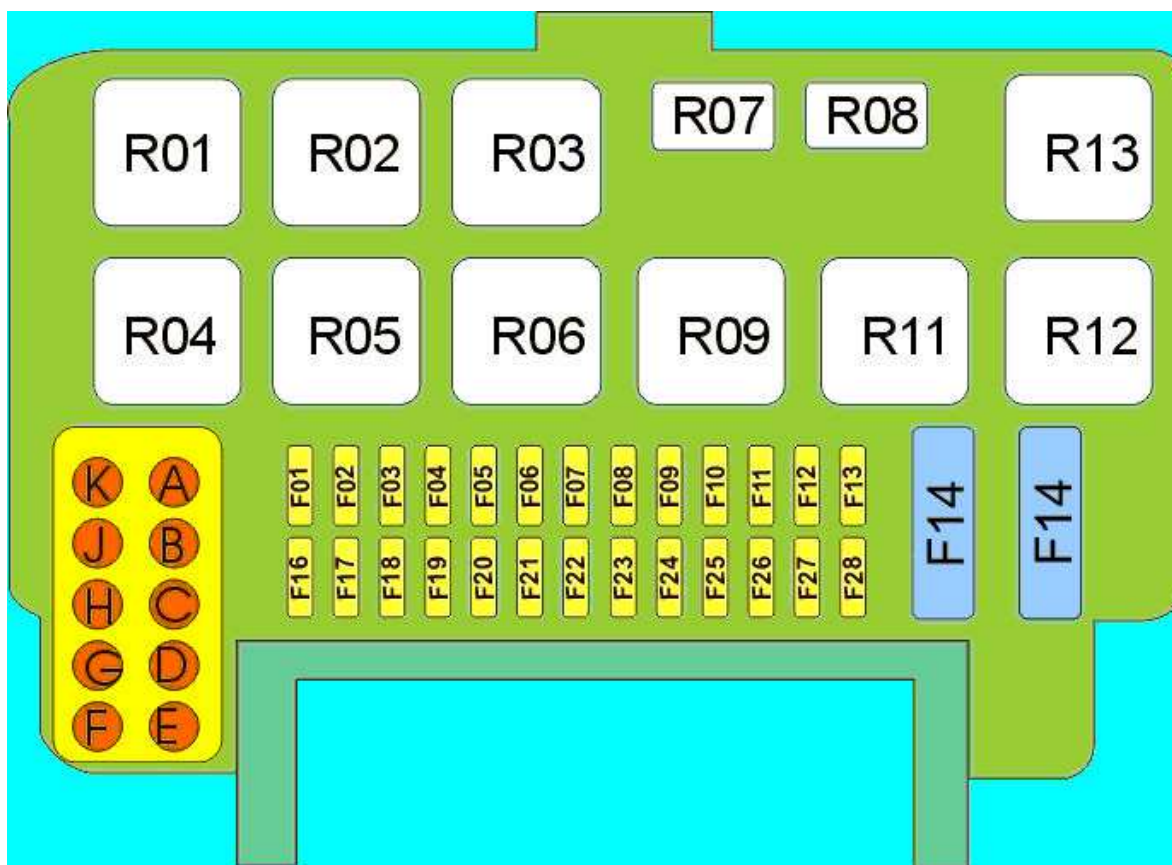 R01 R02 R03 R07 R08 R13
R04 R05 R06 R09 R11 R12
K A
J B
H C
G D
F E
F01 F02 F03 F04 F05 F06 F07 F08 F09 F10 F11 F12 F13
F16 F17 F18 F19 F20 F21 F22 F23 F24 F25 F26 F27 F28
F14 F14